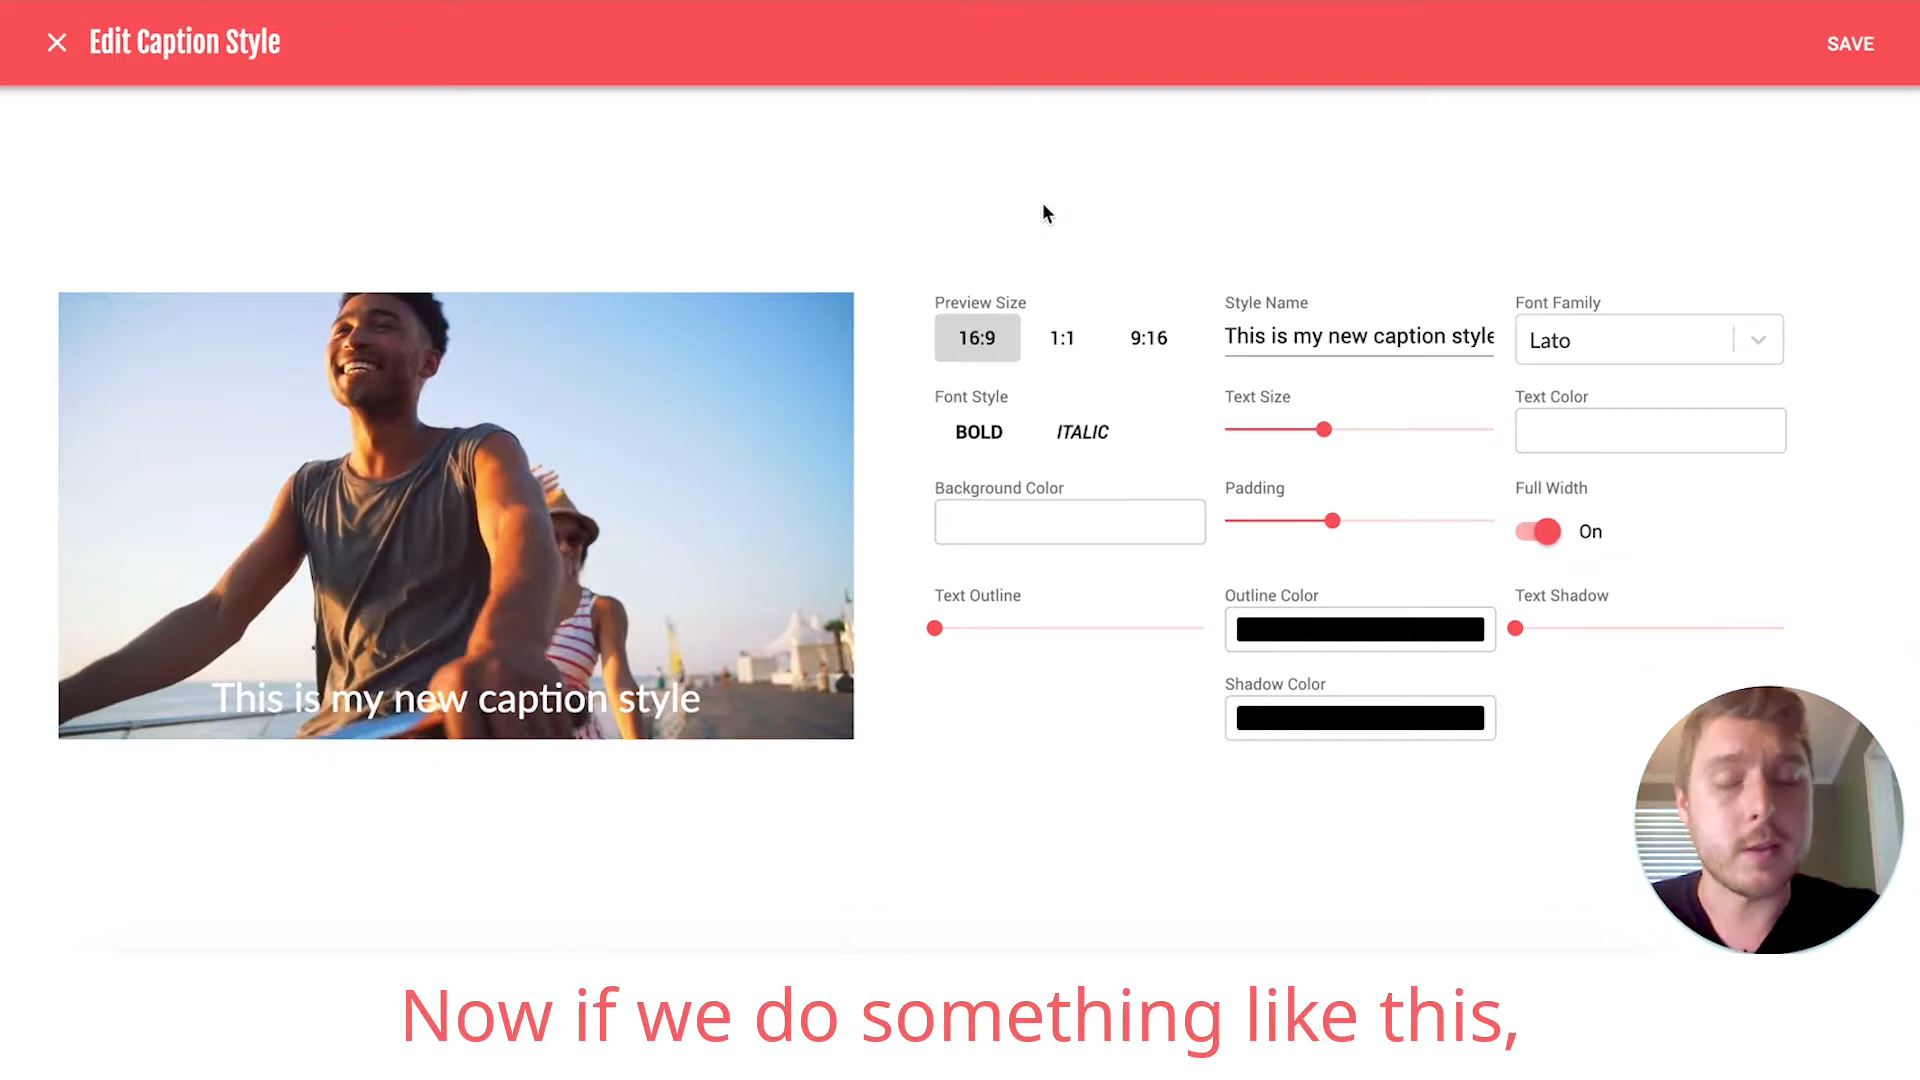 Edit Caption Style
SAVE
Preview Size
16:9 1:1 9:16
Style Name
This is my new caption style
Font Family
Lato
Font Style
BOLD ITALIC
Text Size
Text Color
Background Color
Padding
Full Width
On
Text Outline
Outline Color
Text Shadow
Shadow Color
This is my new caption style
Now if we do something like this,